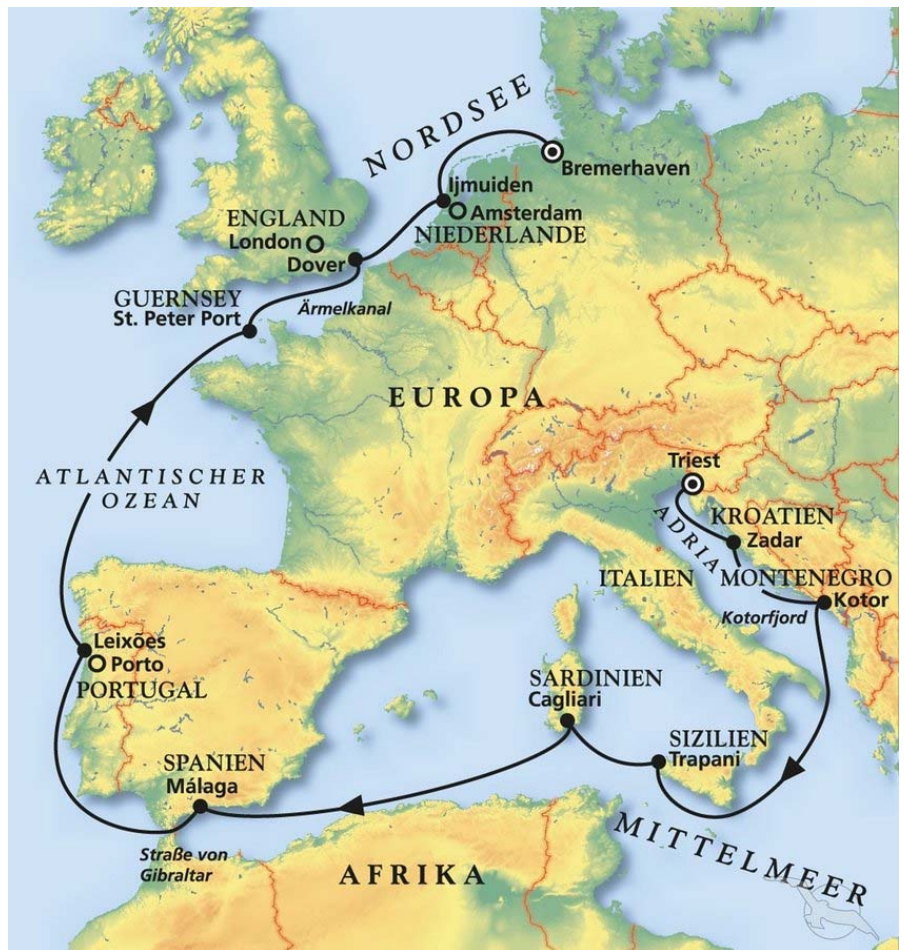 NORDSEE
Bremerhaven
Ijmuiden
Amsterdam
NIEDERLANDE
ENGLAND
London
Dover
GUERNSEY
St. Peter Port
Ärmelkanal
EUROPA
ATLANTISCHER
OZEAN
Triest
ADRIA
KROATIEN
Zadar
ITALIEN
MONTENEGRO
Kotor
Kotorfjord
Leixões
Porto
PORTUGAL
SARDINIEN
Cagliari
SIZILIEN
Trapani
SPANIEN
Málaga
Straße von
Gibraltar
AFRIKA
MITTELMEER